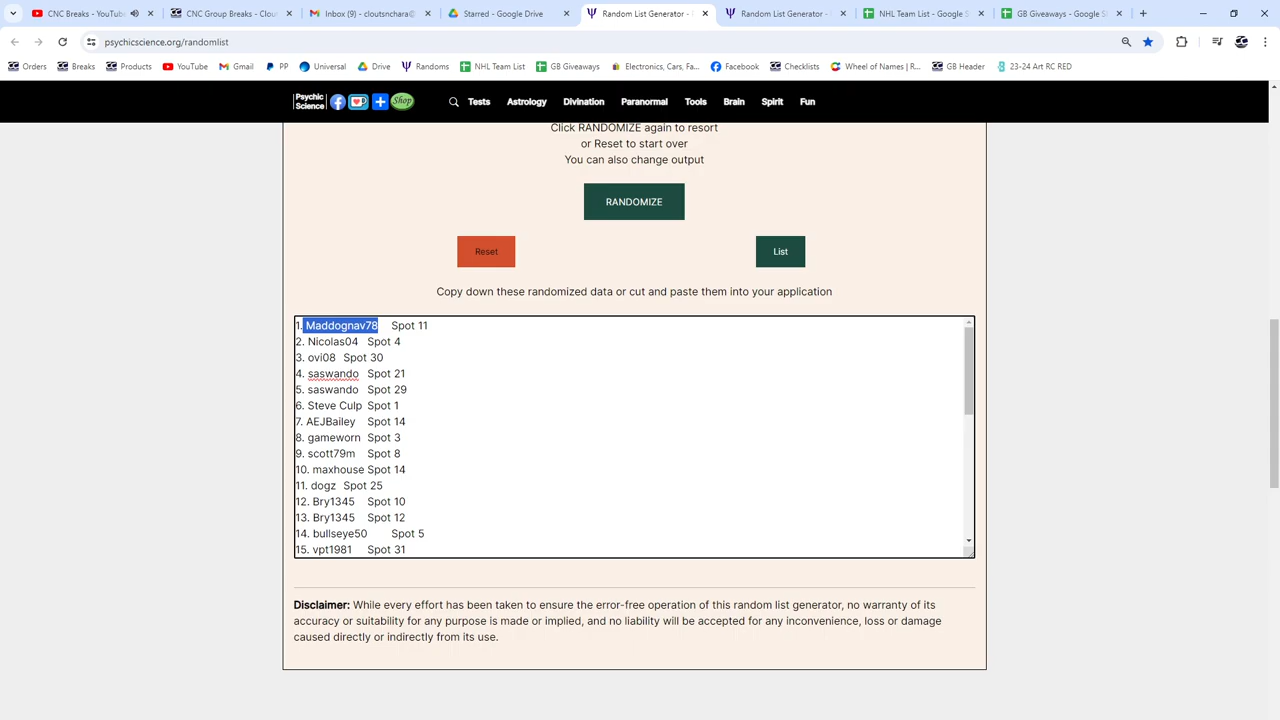 CNC Breaks - YouTube
CNC Group Breaks - Clou
Inbox (9) - cloutsnchara@
Starred - Google Drive
Random List Generator -
Random List Generator -
NHL Team List - Google S
GB Giveaways - Google Sh
psychicscience.org/randomlist
Orders
Breaks
Products
YouTube
Gmail
PP
Universal
Drive
Randoms
NHL Team List
GB Giveaways
Electronics, Cars, Fa...
Facebook
Checklists
Wheel of Names | R...
GB Header
23-24 Art RC RED
Psychic
Science
Shop
Tests
Astrology
Divination
Paranormal
Tools
Brain
Spirit
Fun
Click RANDOMIZE again to resort
or Reset to start over
You can also change output
RANDOMIZE
Reset
List
Copy down these randomized data or cut and paste them into your application
1. Maddognav78 Spot 11
2. Nicolas04 Spot 4
3. ovi08 Spot 30
4. saswando Spot 21
5. saswando Spot 29
6. Steve Culp Spot 1
7. AEJBailey Spot 14
8. gameworn Spot 3
9. scott79m Spot 8
10. maxhouse Spot 14
11. dogz Spot 25
12. Bry1345 Spot 10
13. Bry1345 Spot 12
14. bullseye50 Spot 5
15. vpt1981 Spot 31
Disclaimer: While every effort has been taken to ensure the error-free operation of this random list generator, no warranty of its
accuracy or suitability for any purpose is made or implied, and no liability will be accepted for any inconvenience, loss or damage
caused directly or indirectly from its use.